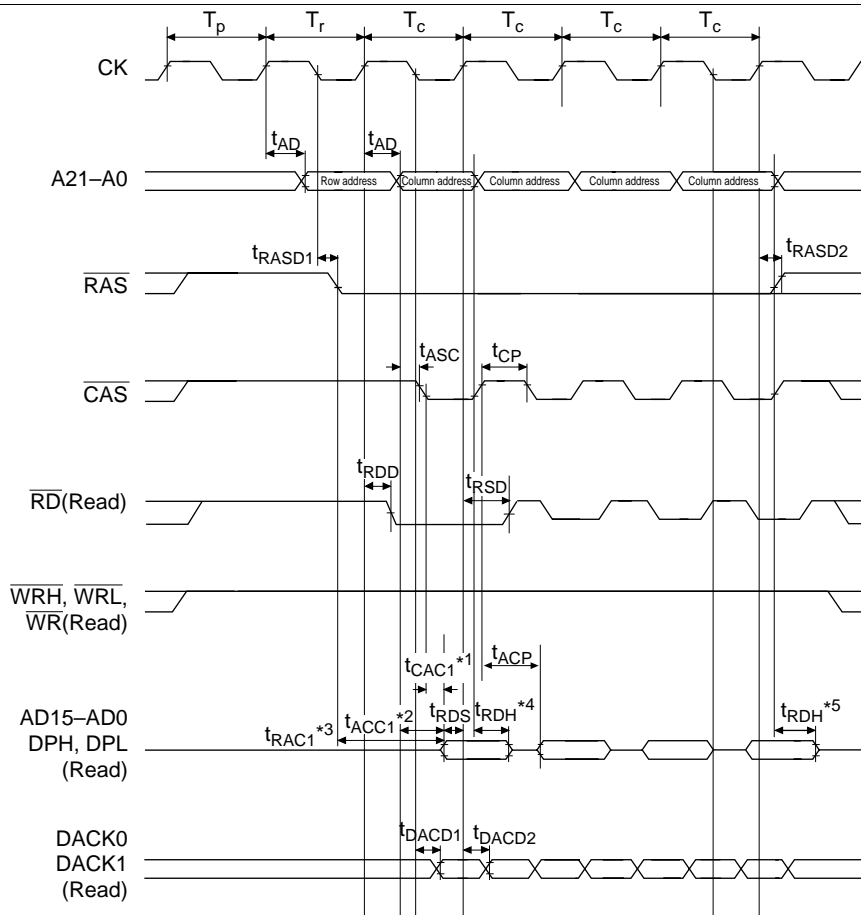 Tp Tr Tc Tc Tc Tc
CK
tAD tAD
A21–A0 Row address Column address Column address Column address Column address
tRASD1 tRASD2
RAS
tASC tCP
CAS
tRDD tRSD
RD(Read)
WRH, WRL,
WR(Read)
tCAC1*1 tACP
AD15–AD0
DPH, DPL
(Read)
tRAC1*3 tACC1*2 tRDS tRDH*4 tRDH*5
DACK0
DACK1
(Read)
tDACD1 tDACD2